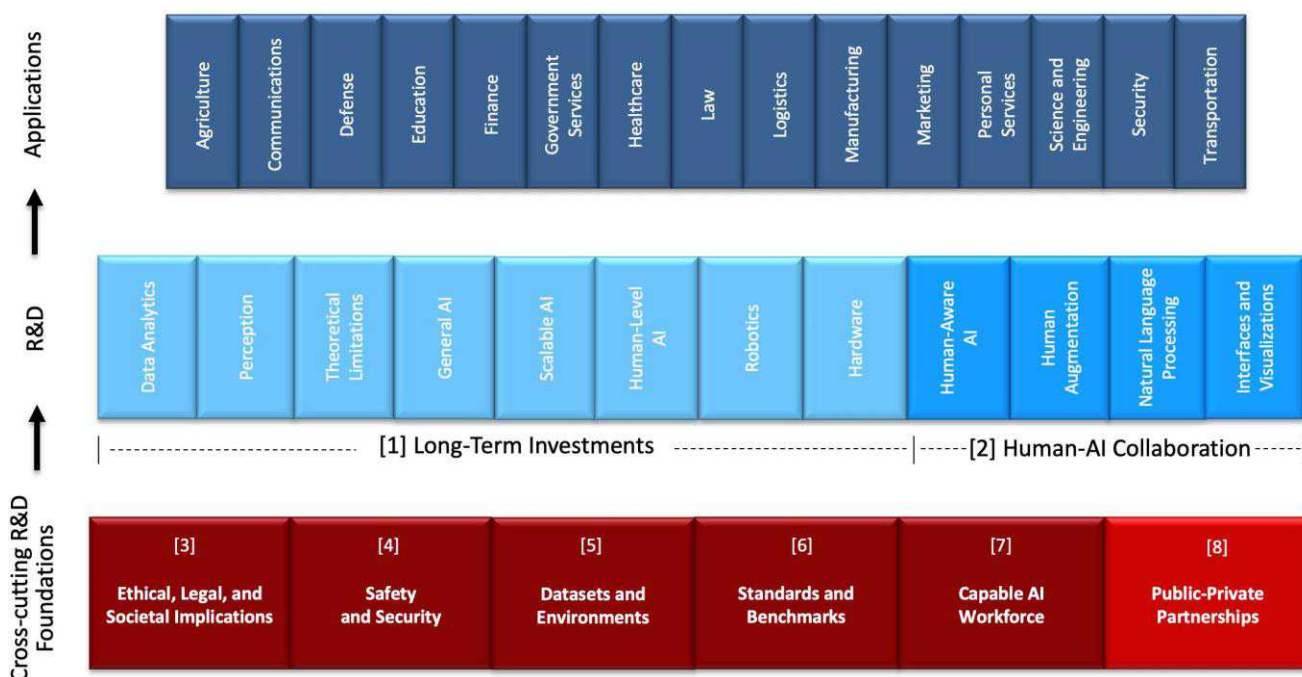 Applications
Agriculture
Communications
Defense
Education
Finance
Government
Services
Healthcare
Law
Logistics
Manufacturing
Marketing
Personal
Services
Science and
Engineering
Security
Transportation
R&D
Data Analytics
Perception
Theoretical
Limitations
General AI
Scalable AI
Human-Level
AI
Robotics
Hardware
Human-Aware
AI
Human
Augmentation
Natural Language
Processing
Interfaces and
Visualizations
[1] Long-Term Investments
[2] Human-AI Collaboration
Cross-cutting R&D
Foundations
[3]
Ethical, Legal, and
Societal Implications
[4]
Safety
and Security
[5]
Datasets and
Environments
[6]
Standards and
Benchmarks
[7]
Capable AI
Workforce
[8]
Public-Private
Partnerships